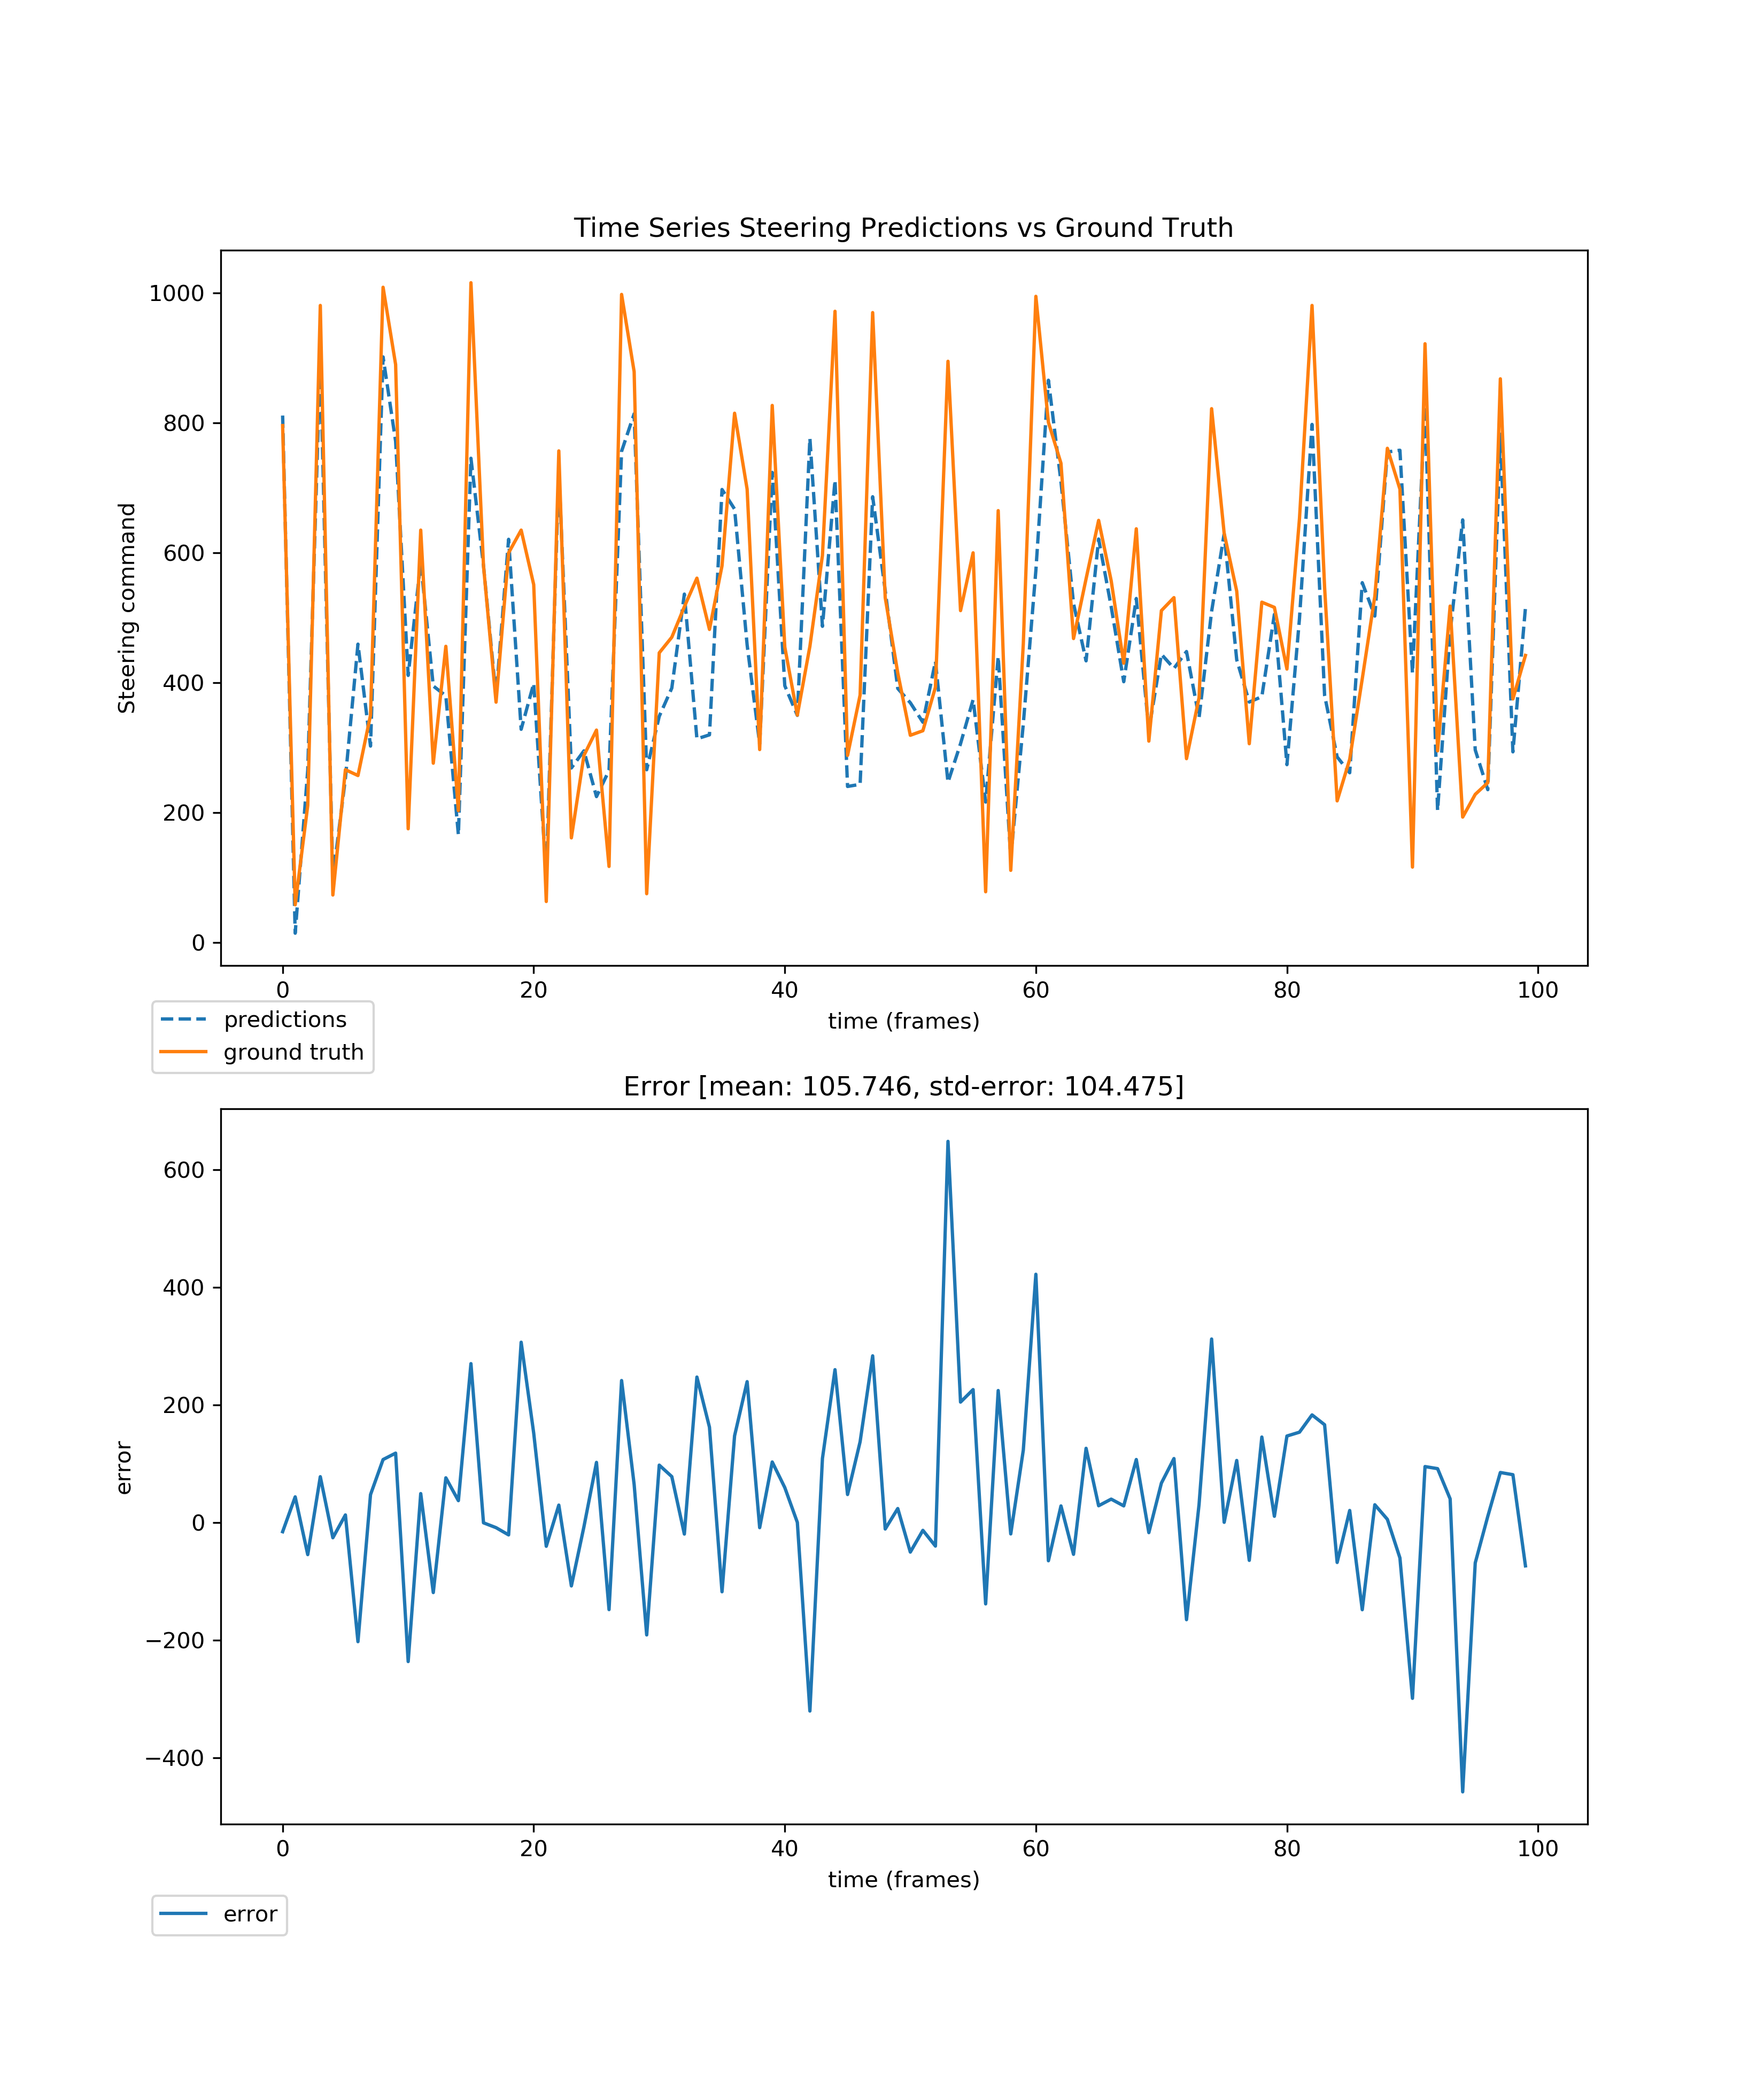 Time Series Steering Predictions vs Ground Truth
Steering command
1000
800
600
400
200
0
0 20 40 60 80 100
time (frames)
predictions
ground truth
Error [mean: 105.746, std-error: 104.475]
error
600
400
200
0
−200
−400
0 20 40 60 80 100
time (frames)
error